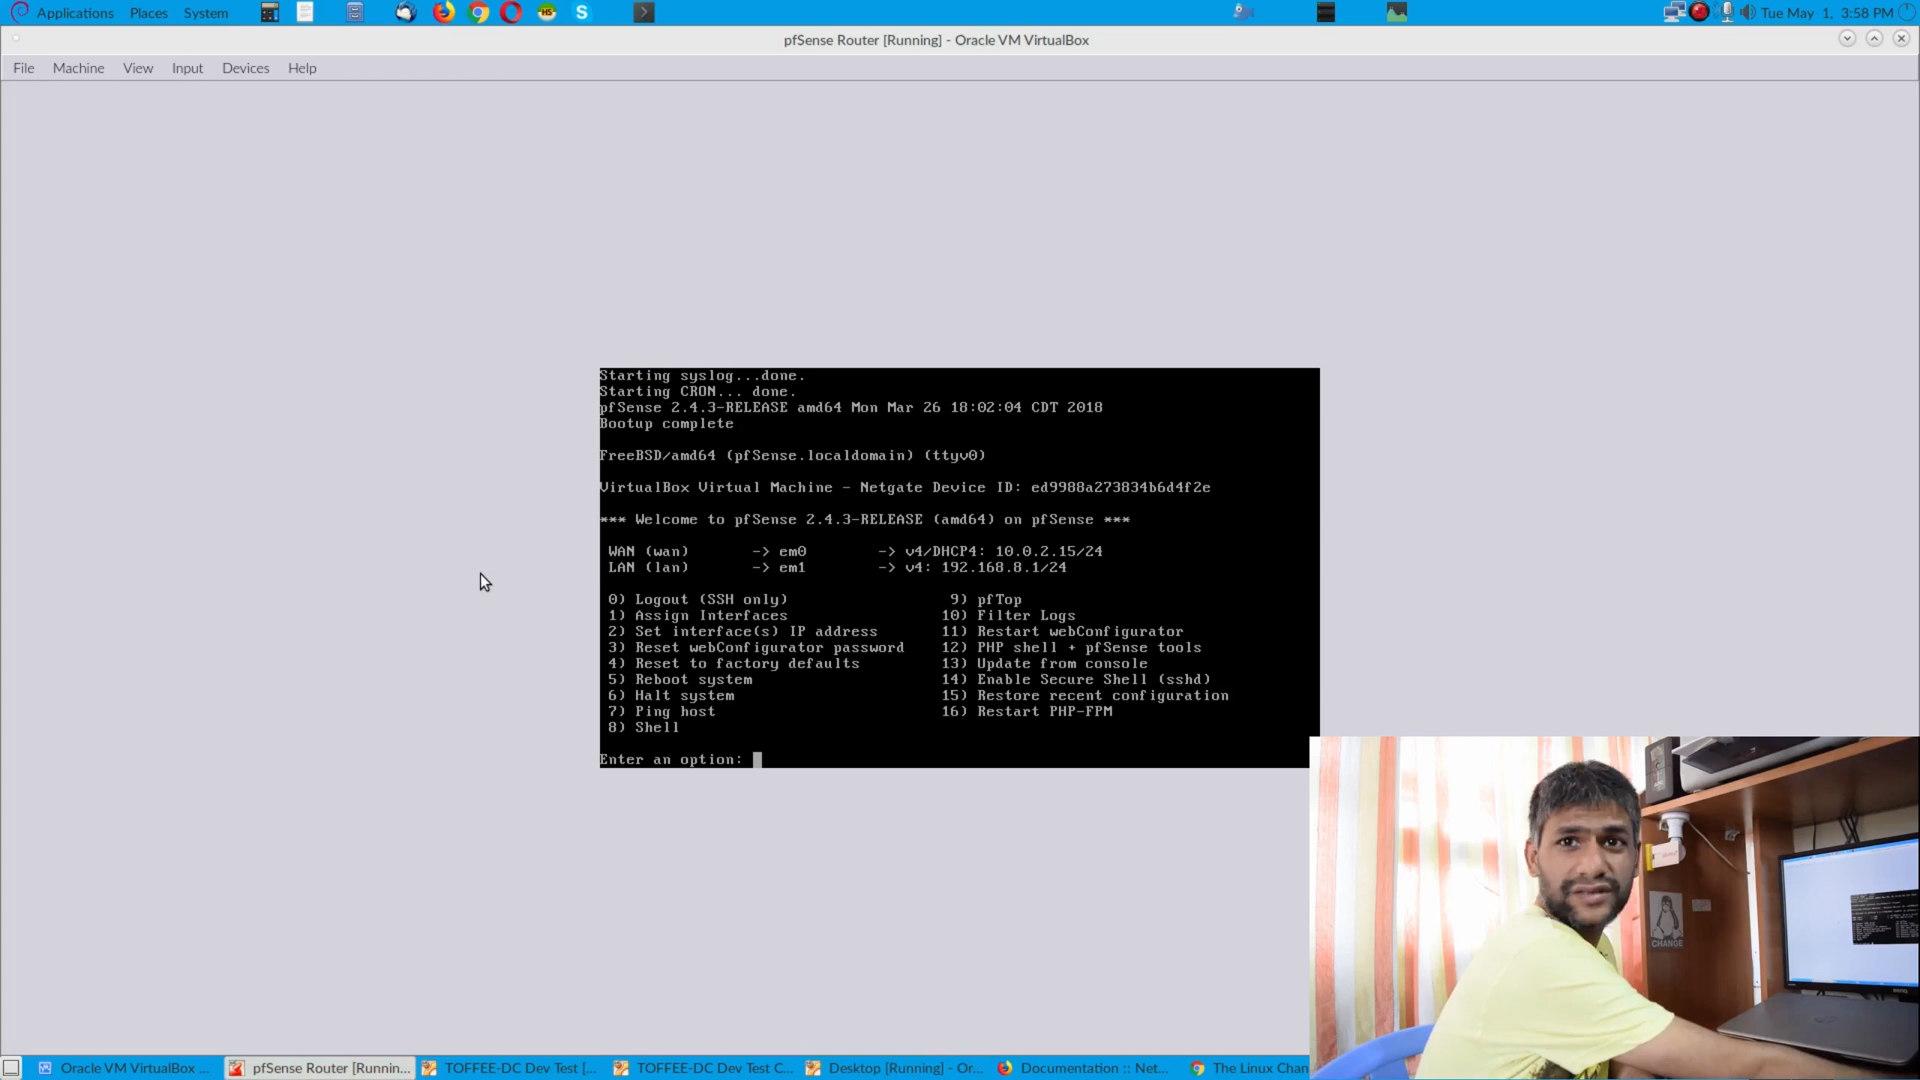 Applications Places System
Tue May 1, 3:58 PM
pfSense Router [Running] - Oracle VM VirtualBox
File Machine View Input Devices Help
Starting syslog...done.
Starting CRON... done.
pfSense 2.4.3-RELEASE amd64 Mon Mar 26 18:02:04 CDT 2018
Bootup complete
FreeBSD/amd64 (pfSense.localdomain) (ttyv0)
VirtualBox Virtual Machine - Netgate Device ID: ed9988a273834b6d4f2e
*** Welcome to pfSense 2.4.3-RELEASE (amd64) on pfSense ***
WAN (wan) -> em0 -> v4/DHCP4: 10.0.2.15/24
LAN (lan) -> em1 -> v4: 192.168.8.1/24
0) Logout (SSH only) 9) pfTop
1) Assign Interfaces 10) Filter Logs
2) Set interface(s) IP address 11) Restart webConfigurator
3) Reset webConfigurator password 12) PHP shell + pfSense tools
4) Reset to factory defaults 13) Update from console
5) Reboot system 14) Enable Secure Shell (sshd)
6) Halt system 15) Restore recent configuration
7) Ping host 16) Restart PHP-FPM
8) Shell
Enter an option:
CHANGE
Oracle VM VirtualBox ... pfSense Router [Runnin... TOFFEE-DC Dev Test [... TOFFEE-DC Dev Test C... Desktop [Running] - Or... Documentation :: Net... The Linux Chan